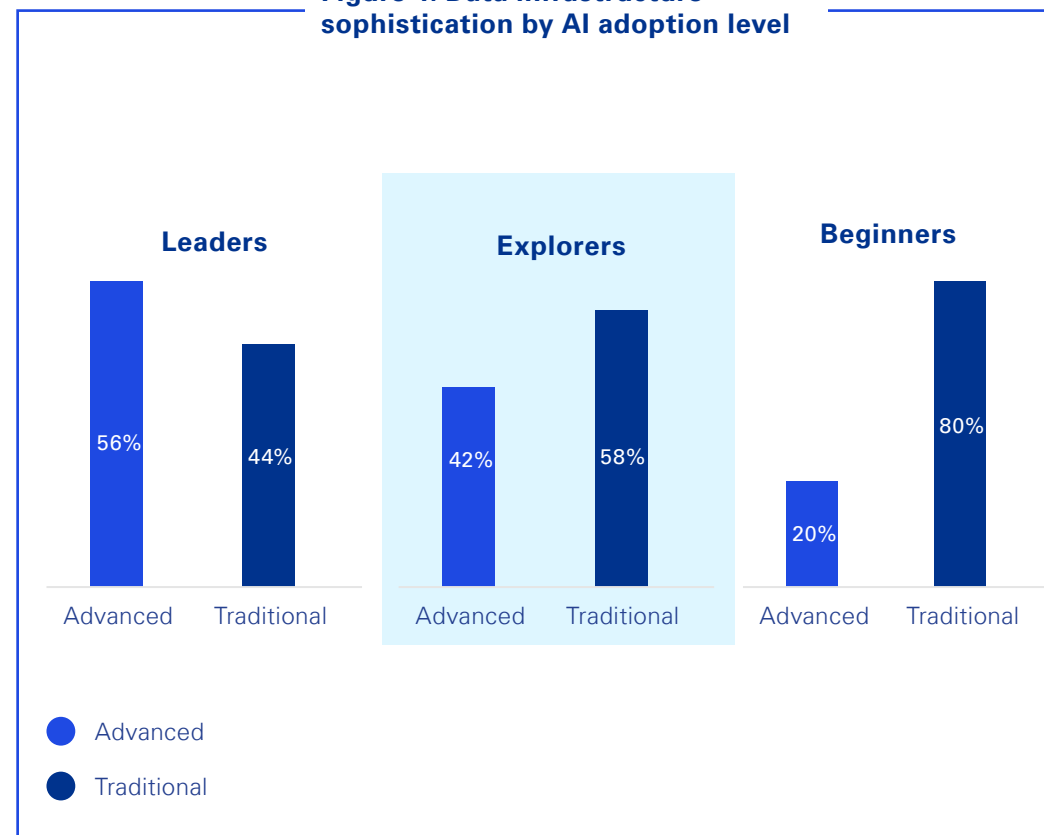 sophistication by AI adoption level
Leaders
Explorers
Beginners
56%
44%
42%
58%
20%
80%
Advanced
Traditional
Advanced
Traditional
Advanced
Traditional
Advanced
Traditional